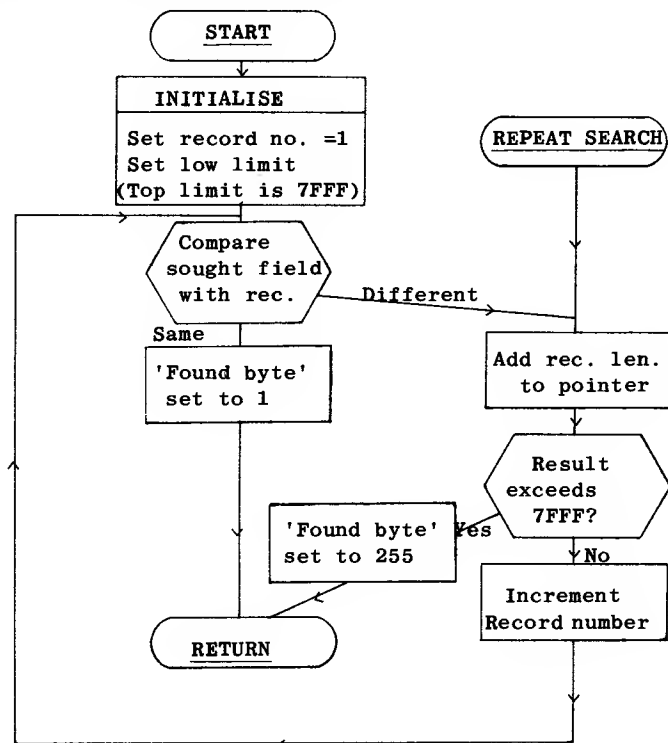 START
INITIALISE
Set record no. =1
Set low limit
(Top limit is 7FFF)
REPEAT SEARCH
Compare
sought field
with rec.
Different
Same
'Found byte'
set to 1
Add rec. len.
to pointer
Result
exceeds
7FFF?
Yes
'Found byte'
set to 255
No
Increment
Record number
RETURN